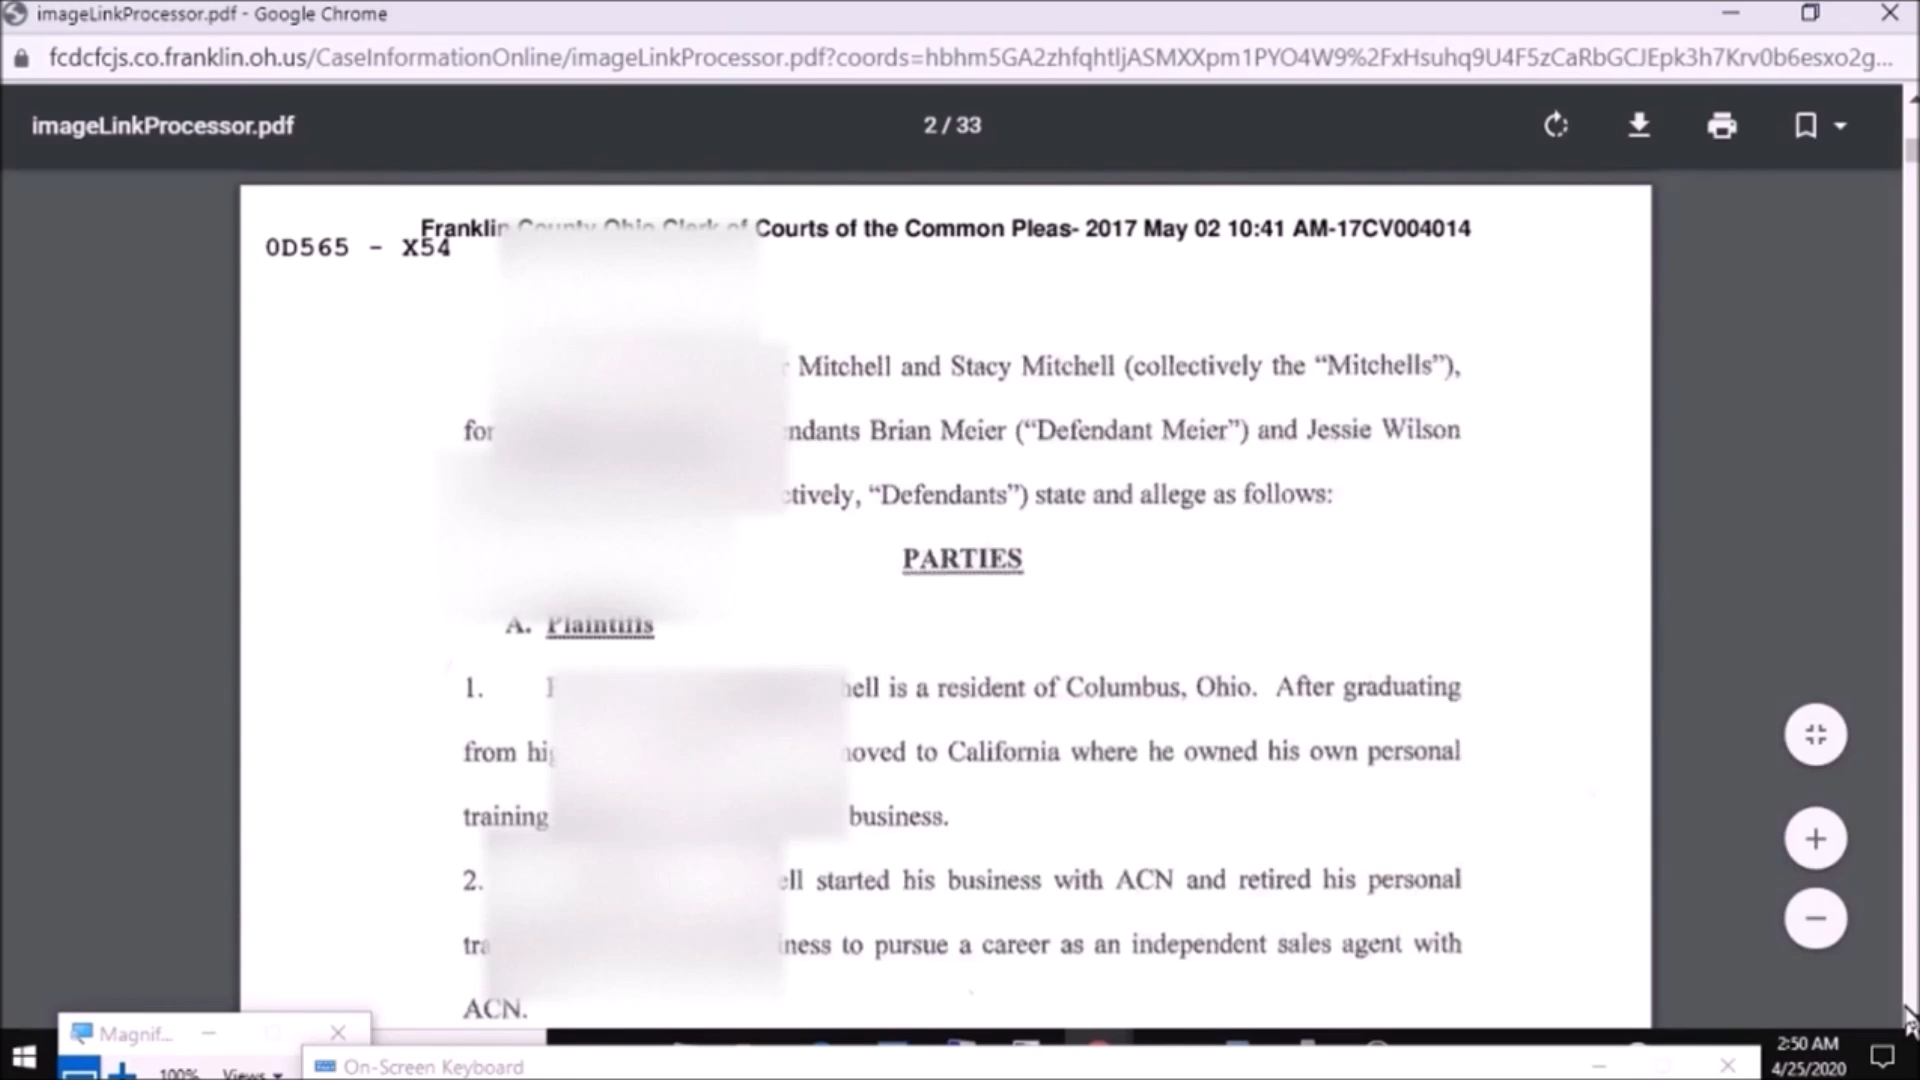 imageLinkProcessor.pdf - Google Chrome
fcdcfcjs.co.franklin.oh.us/CaseInformationOnline/imageLinkProcessor.pdf?coords=hbhm5GA2zhfqhtljASMXXpm1PYO4W9%2FxHsuhq9U4F5zCaRbGCJEpk3h7Krv0b6esxo2g...
imageLinkProcessor.pdf
2 / 33
Franklin County Ohio Clerk of Courts of the Common Pleas- 2017 May 02 10:41 AM-17CV004014
0D565 - X54
Mitchell and Stacy Mitchell (collectively the “Mitchells”),
for ndants Brian Meier (“Defendant Meier”) and Jessie Wilson
ctively, “Defendants”) state and allege as follows:
PARTIES
A. Plaintiffs
1. hell is a resident of Columbus, Ohio. After graduating
from hig moved to California where he owned his own personal
training business.
2. ell started his business with ACN and retired his personal
tra iness to pursue a career as an independent sales agent with
ACN.
Magnif...
100% Views
On-Screen Keyboard
2:50 AM
4/25/2020